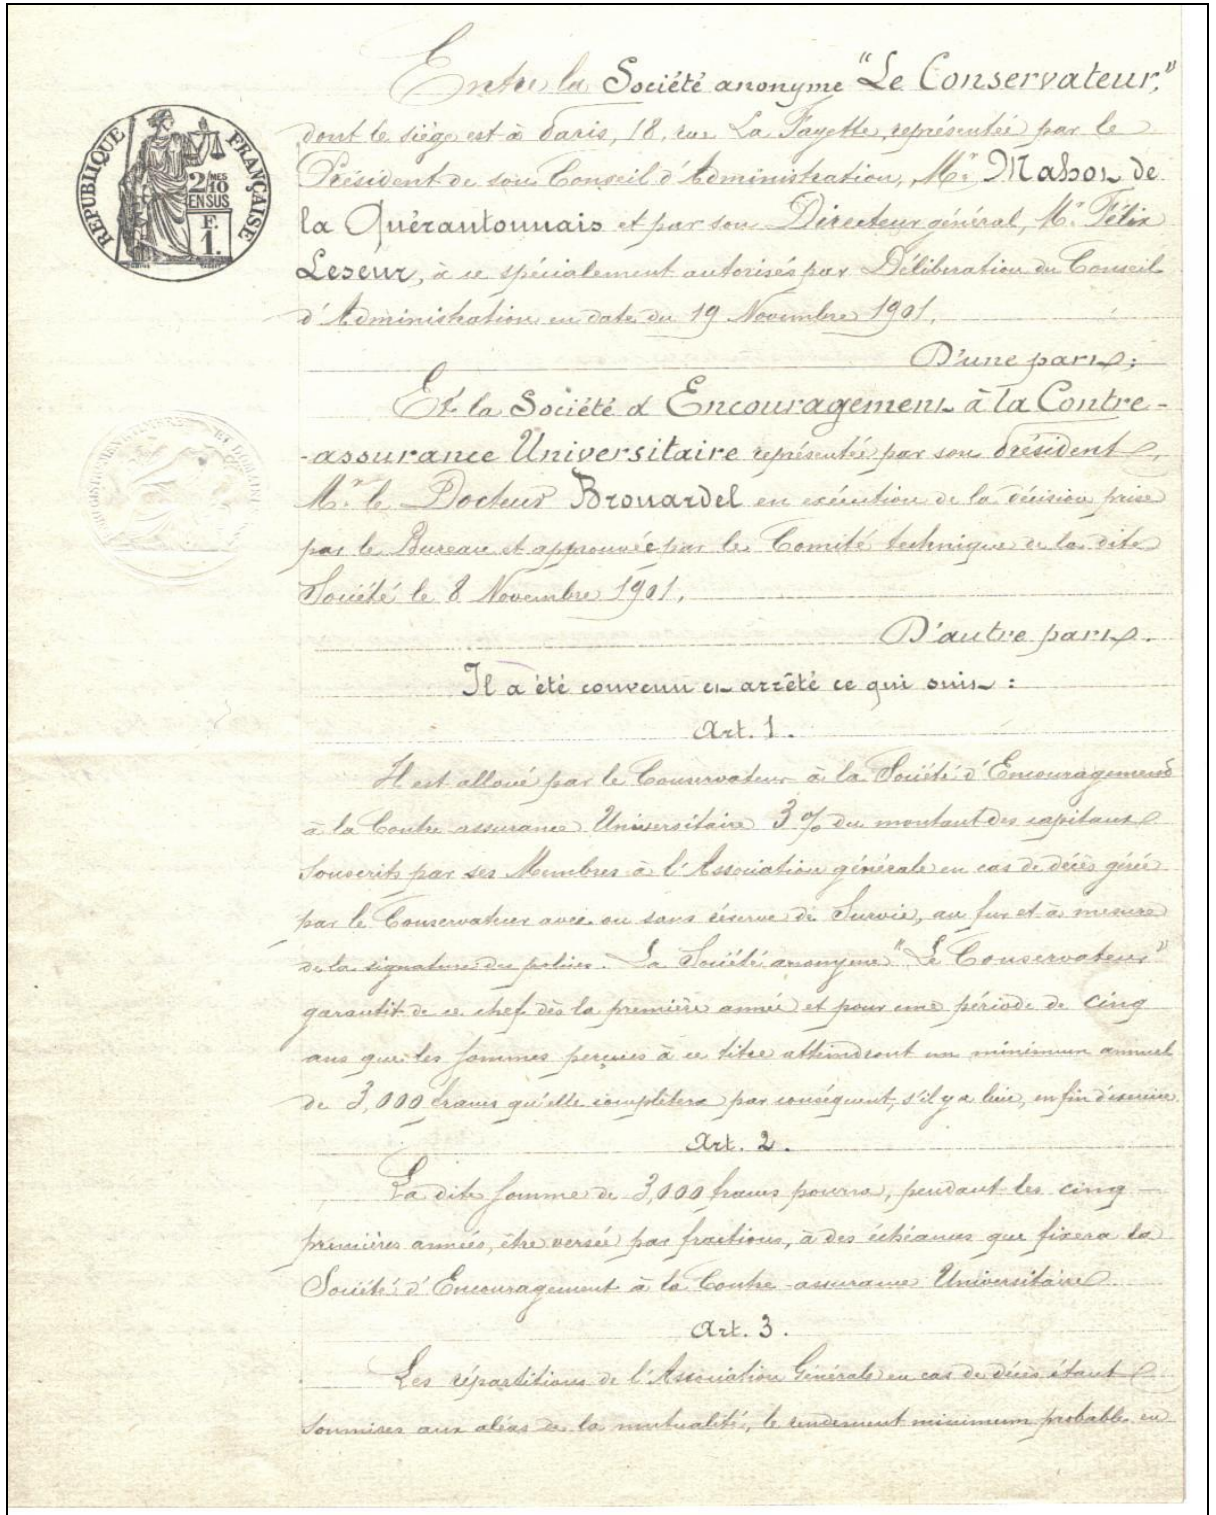 Entre la Société anonyme "Le Conservateur,"
dont le siège est à Paris, 18, rue La Fayette, représentée par le
Président de son Conseil d'Administration, Mr. Mahon de
la Quérantonnais et par son Directeur général, Mr. Félix
Leseur, à ce spécialement autorisés par Délibération du Conseil
d'Administration en date du 19 Novembre 1901,
D'une part;
Et la Société d'Encouragement à la Contre-
-assurance Universitaire représentée par son Président,
Mr. le Docteur Brouardel en exécution de la décision prise
par le Bureau et approuvée par le Comité technique de la dite
Société le 8 Novembre 1901,
D'autre part.
Il a été convenu et arrêté ce qui suit :
Art. 1.
Il est alloué par le Conservateur à la Société d'Encouragement
à la Contre assurance Universitaire 3 % du montant des capitaux
souscrits par ses Membres à l'Association générale en cas de décès gérée
par le Conservateur avec ou sans réserve de Survie, au fur et à mesure
de la signature des polices. La Société anonyme "Le Conservateur"
garantit de ce chef dès la première année et pour une période de cinq
ans que les sommes perçues à ce titre atteindront un minimum annuel
de 3,000 francs qu'elle complètera par conséquent, s'il y a lieu, en fin d'exercice.
Art. 2.
La dite somme de 3,000 francs pourra, pendant les cinq
premières années, être versée par fractions, à des échéances que fixera la
Société d'Encouragement à la Contre-assurance Universitaire
Art. 3.
Les répartitions de l'Association Générale en cas de décès étant
soumises aux aléas de la mutualité, le rendement minimum probable en
RÉPUBLIQUE FRANÇAISE
2/10 MES
EN SUS
F.
1.